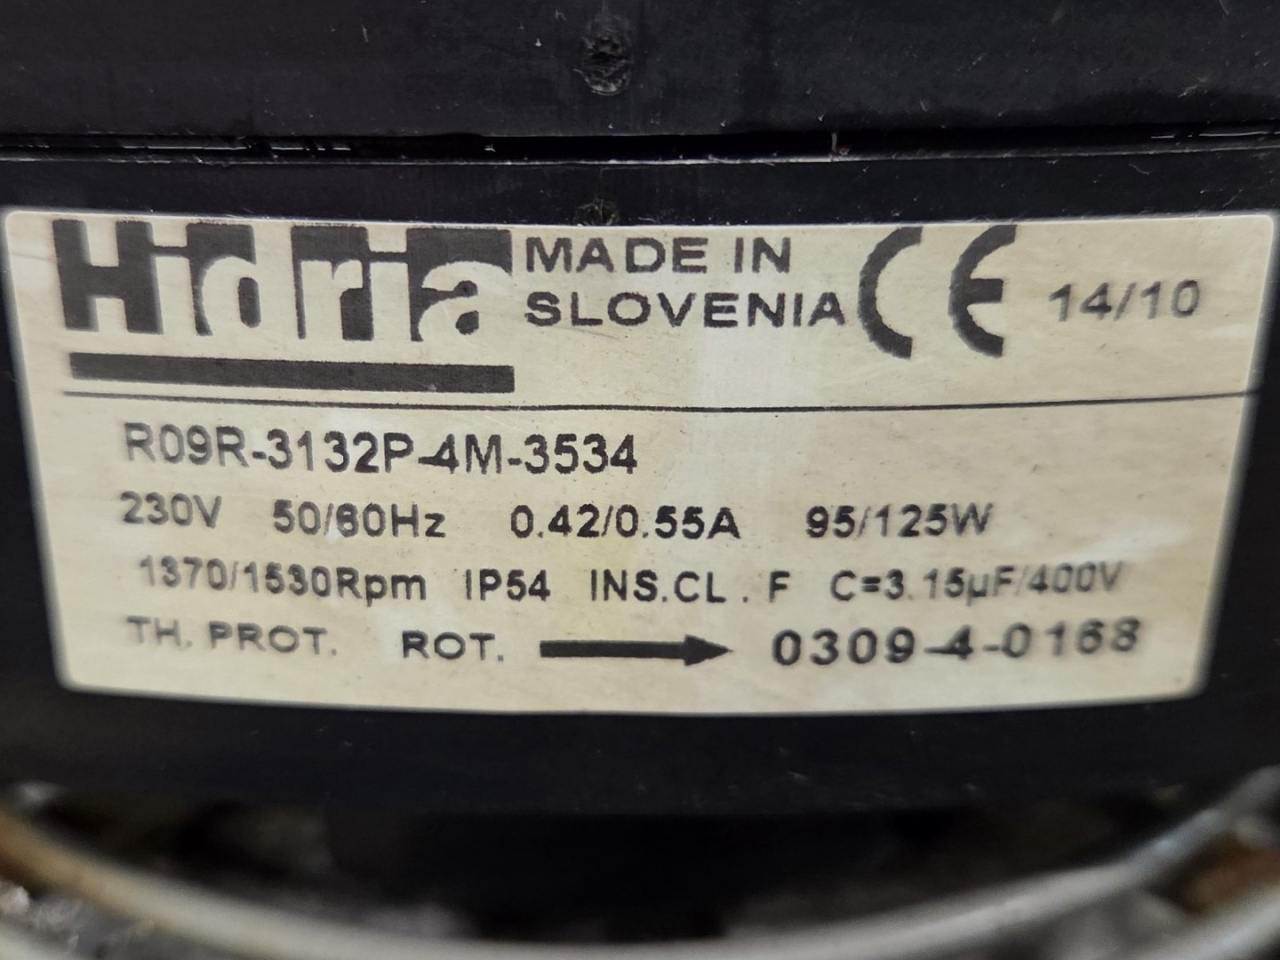 Hidria
MADE IN
SLOVENIA
CE
14/10
R09R-3132P-4M-3534
230V 50/60Hz 0.42/0.55A 95/125W
1370/1530Rpm IP54 INS.CL. F C=3.15µF/400V
TH. PROT. ROT. 0309-4-0168